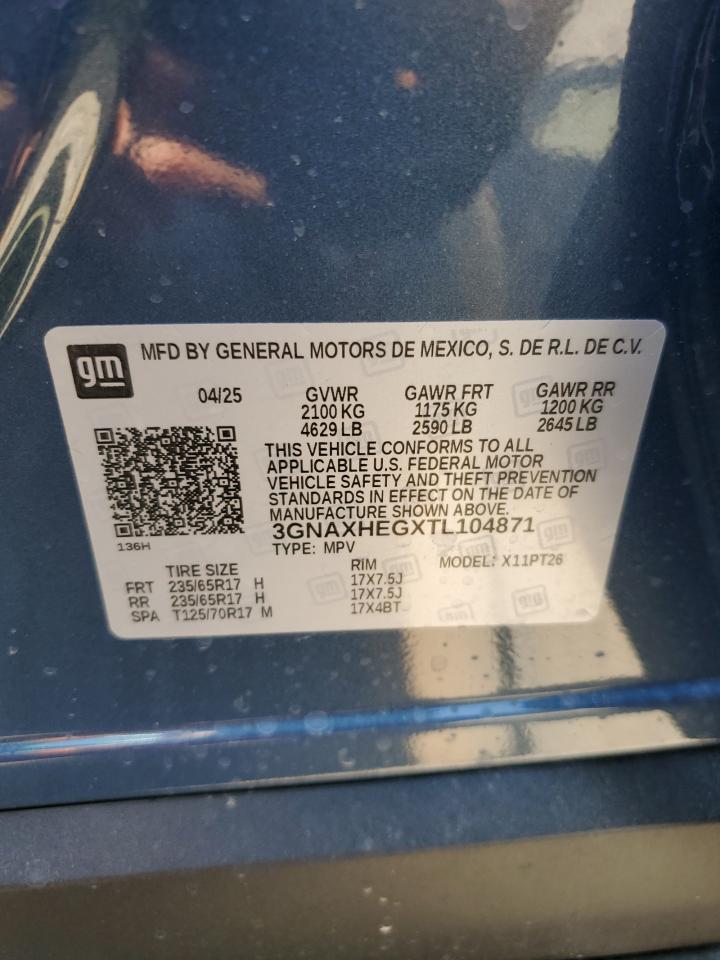 gm MFD BY GENERAL MOTORS DE MEXICO, S. DE R.L. DE C.V.
04/25 GVWR GAWR FRT GAWR RR
2100 KG 1175 KG 1200 KG
4629 LB 2590 LB 2645 LB
THIS VEHICLE CONFORMS TO ALL
APPLICABLE U.S. FEDERAL MOTOR
VEHICLE SAFETY AND THEFT PREVENTION
STANDARDS IN EFFECT ON THE DATE OF
MANUFACTURE SHOWN ABOVE.
3GNAXHEGXTL104871
136H TYPE: MPV
TIRE SIZE RIM MODEL: X11PT26
FRT 235/65R17 H 17X7.5J
RR 235/65R17 H 17X7.5J
SPA T125/70R17 M 17X4BT